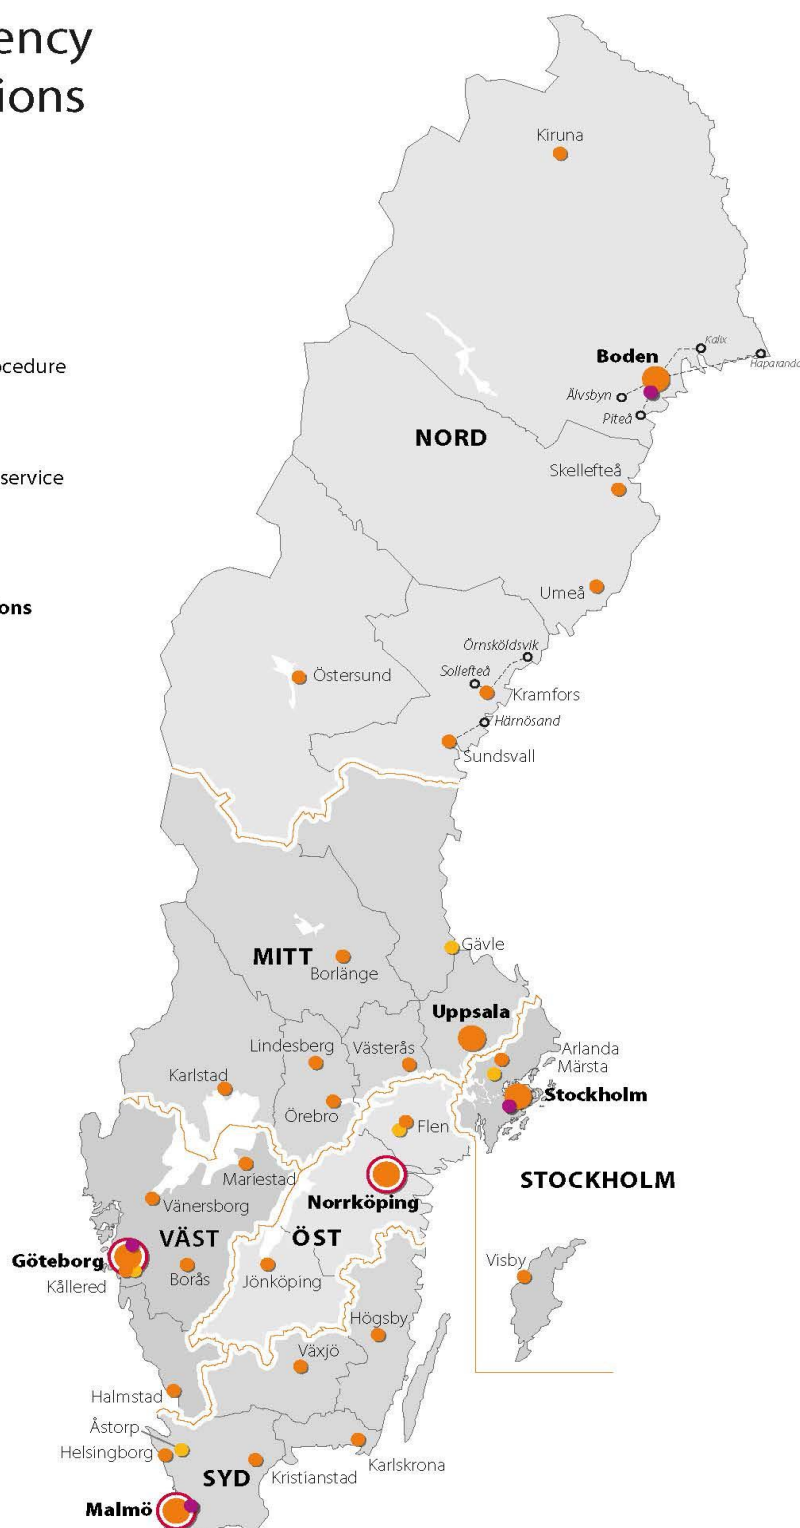 ency
ions
ocedure
service
ons
Kiruna
Kalix
Boden
Haparanda
Älvsbyn
Piteå
NORD
Skellefteå
Umeå
Örnsköldsvik
Sollefteå
Östersund
Kramfors
Härnösand
Sundsvall
Gävle
MITT
Borlänge
Uppsala
Lindesberg
Västerås
Arlanda
Märsta
Karlstad
Stockholm
Örebro
Flen
Mariestad
STOCKHOLM
Norrköping
Vänersborg
VÄST
ÖST
Göteborg
Visby
Kållered
Borås
Jönköping
Högsby
Växjö
Halmstad
Åstorp
Helsingborg
Karlskrona
SYD
Kristianstad
Malmö